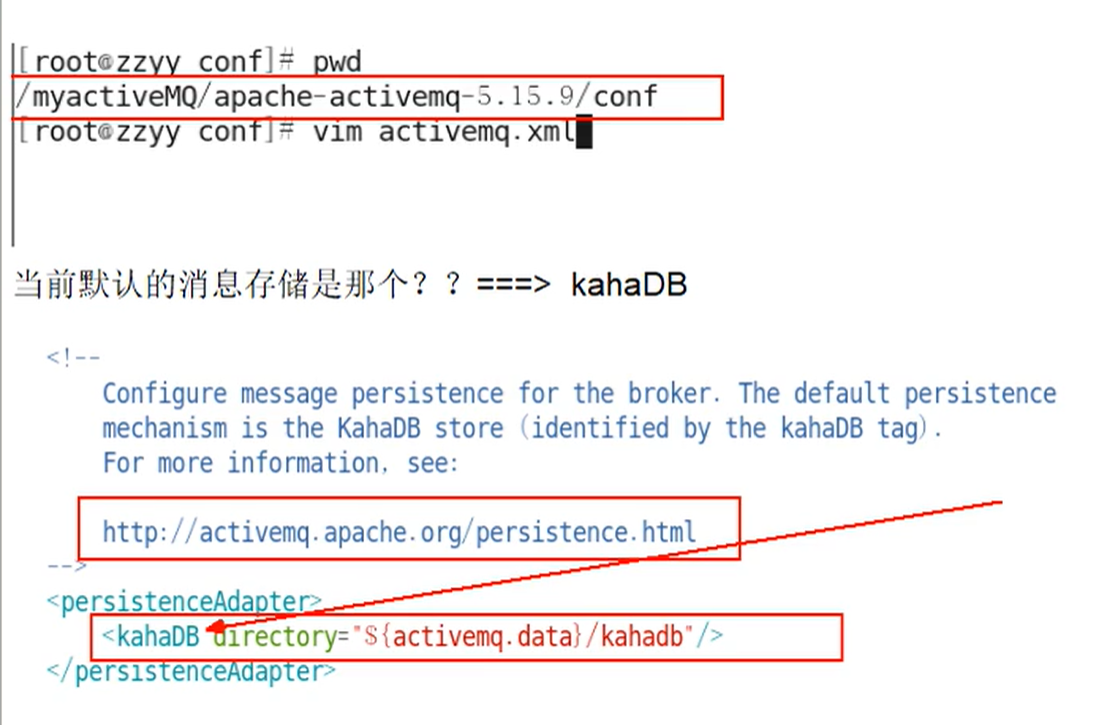 [root@zzyy conf]# pwd
/myactiveMQ/apache-activemq-5.15.9/conf
[root@zzyy conf]# vim activemq.xml
当前默认的消息存储是那个？？===> kahaDB
<!--
Configure message persistence for the broker. The default persistence
mechanism is the KahaDB store (identified by the kahaDB tag).
For more information, see:
http://activemq.apache.org/persistence.html
-->
<persistenceAdapter>
<kahaDB directory="${activemq.data}/kahadb"/>
</persistenceAdapter>